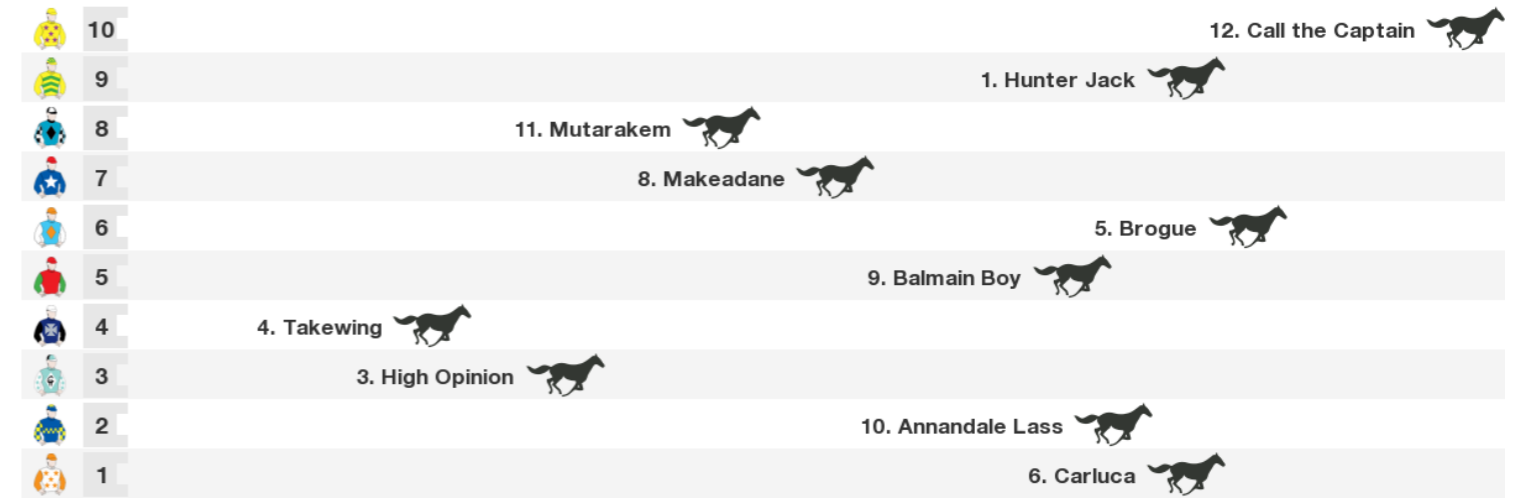 10 12. Call the Captain
9 1. Hunter Jack
8 11. Mutarakem
7 8. Makeadane
6 5. Brogue
5 9. Balmain Boy
4 4. Takewing
3 3. High Opinion
2 10. Annandale Lass
1 6. Carluca